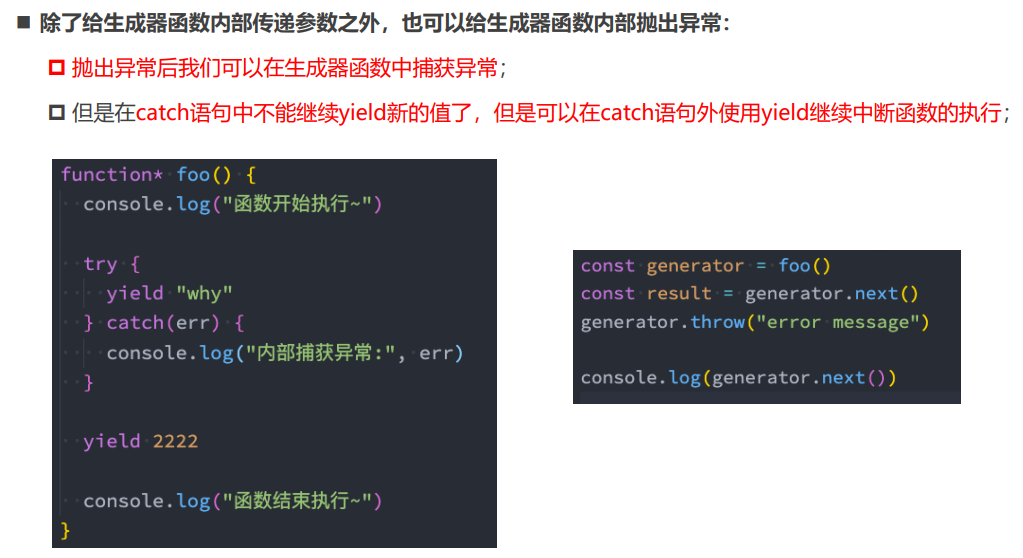 ■ 除了给生成器函数内部传递参数之外，也可以给生成器函数内部抛出异常：
抛出异常后我们可以在生成器函数中捕获异常；
但是在catch语句中不能继续yield新的值了，但是可以在catch语句外使用yield继续中断函数的执行；
function* foo() {
  console.log("函数开始执行~")
  try {
    yield "why"
  } catch(err) {
    console.log("内部捕获异常:", err)
  }
  yield 2222
  console.log("函数结束执行~")
}
const generator = foo()
const result = generator.next()
generator.throw("error message")
console.log(generator.next())